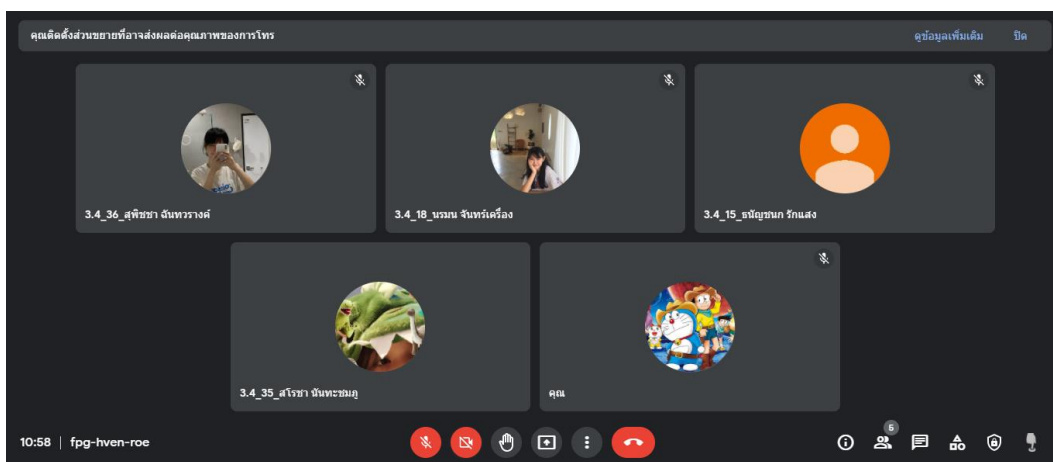 คุณติดตั้งส่วนขยายที่อาจส่งผลต่อคุณภาพของการโทร
ดูข้อมูลเพิ่มเติม
ปิด
3.4_36_สุพิชชา ฉันทวรางค์
3.4_18_นรมน จันทร์เครื่อง
3.4_15_ธนัญชนก รักแสง
3.4_35_สโรชา นันทะชมภู
คุณ
10:58 | fpg-hven-roe
5